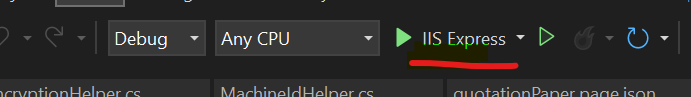 Debug Any CPU IIS Express
ncryptionHelper.cs MachineIdHelper.cs quotationPaper.page.json